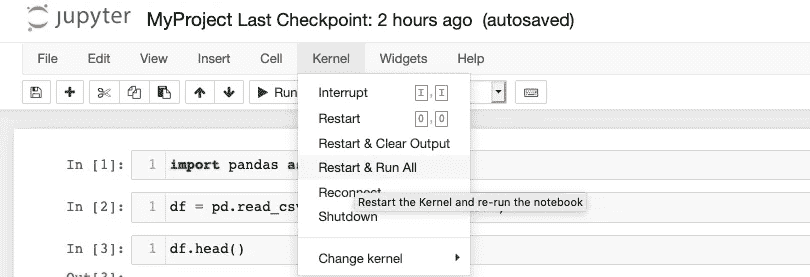 jupyter MyProject Last Checkpoint: 2 hours ago (autosaved)
File Edit View Insert Cell Kernel Widgets Help
Run
Interrupt I,I
Restart 0,0
Restart & Clear Output
Restart & Run All
Reconnect
Restart the Kernel and re-run the notebook
Shutdown
Change kernel
In [1]: 1 import pandas
In [2]: 1 df = pd.read_csv
In [3]: 1 df.head()